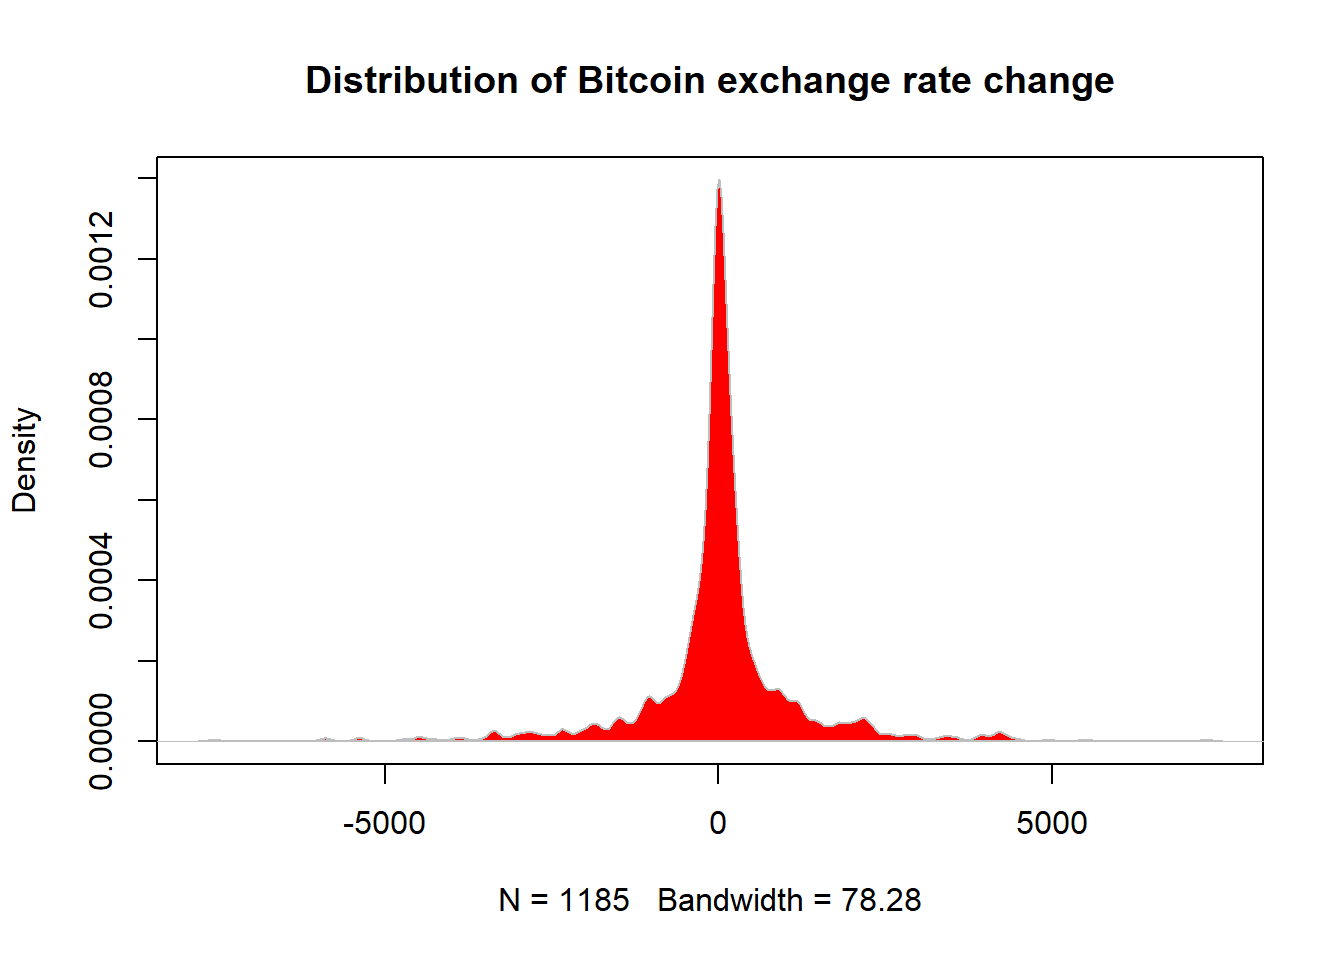 Distribution of Bitcoin exchange rate change
Density
0.0012
0.0008
0.0004
0.0000
-5000 0 5000
N = 1185 Bandwidth = 78.28